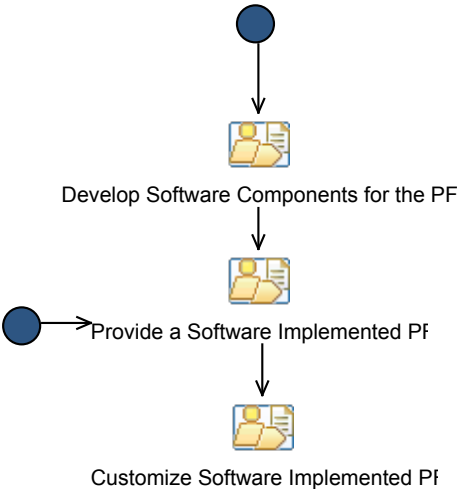 Develop Software Components for the PF
Provide a Software Implemented PF
Customize Software Implemented PF